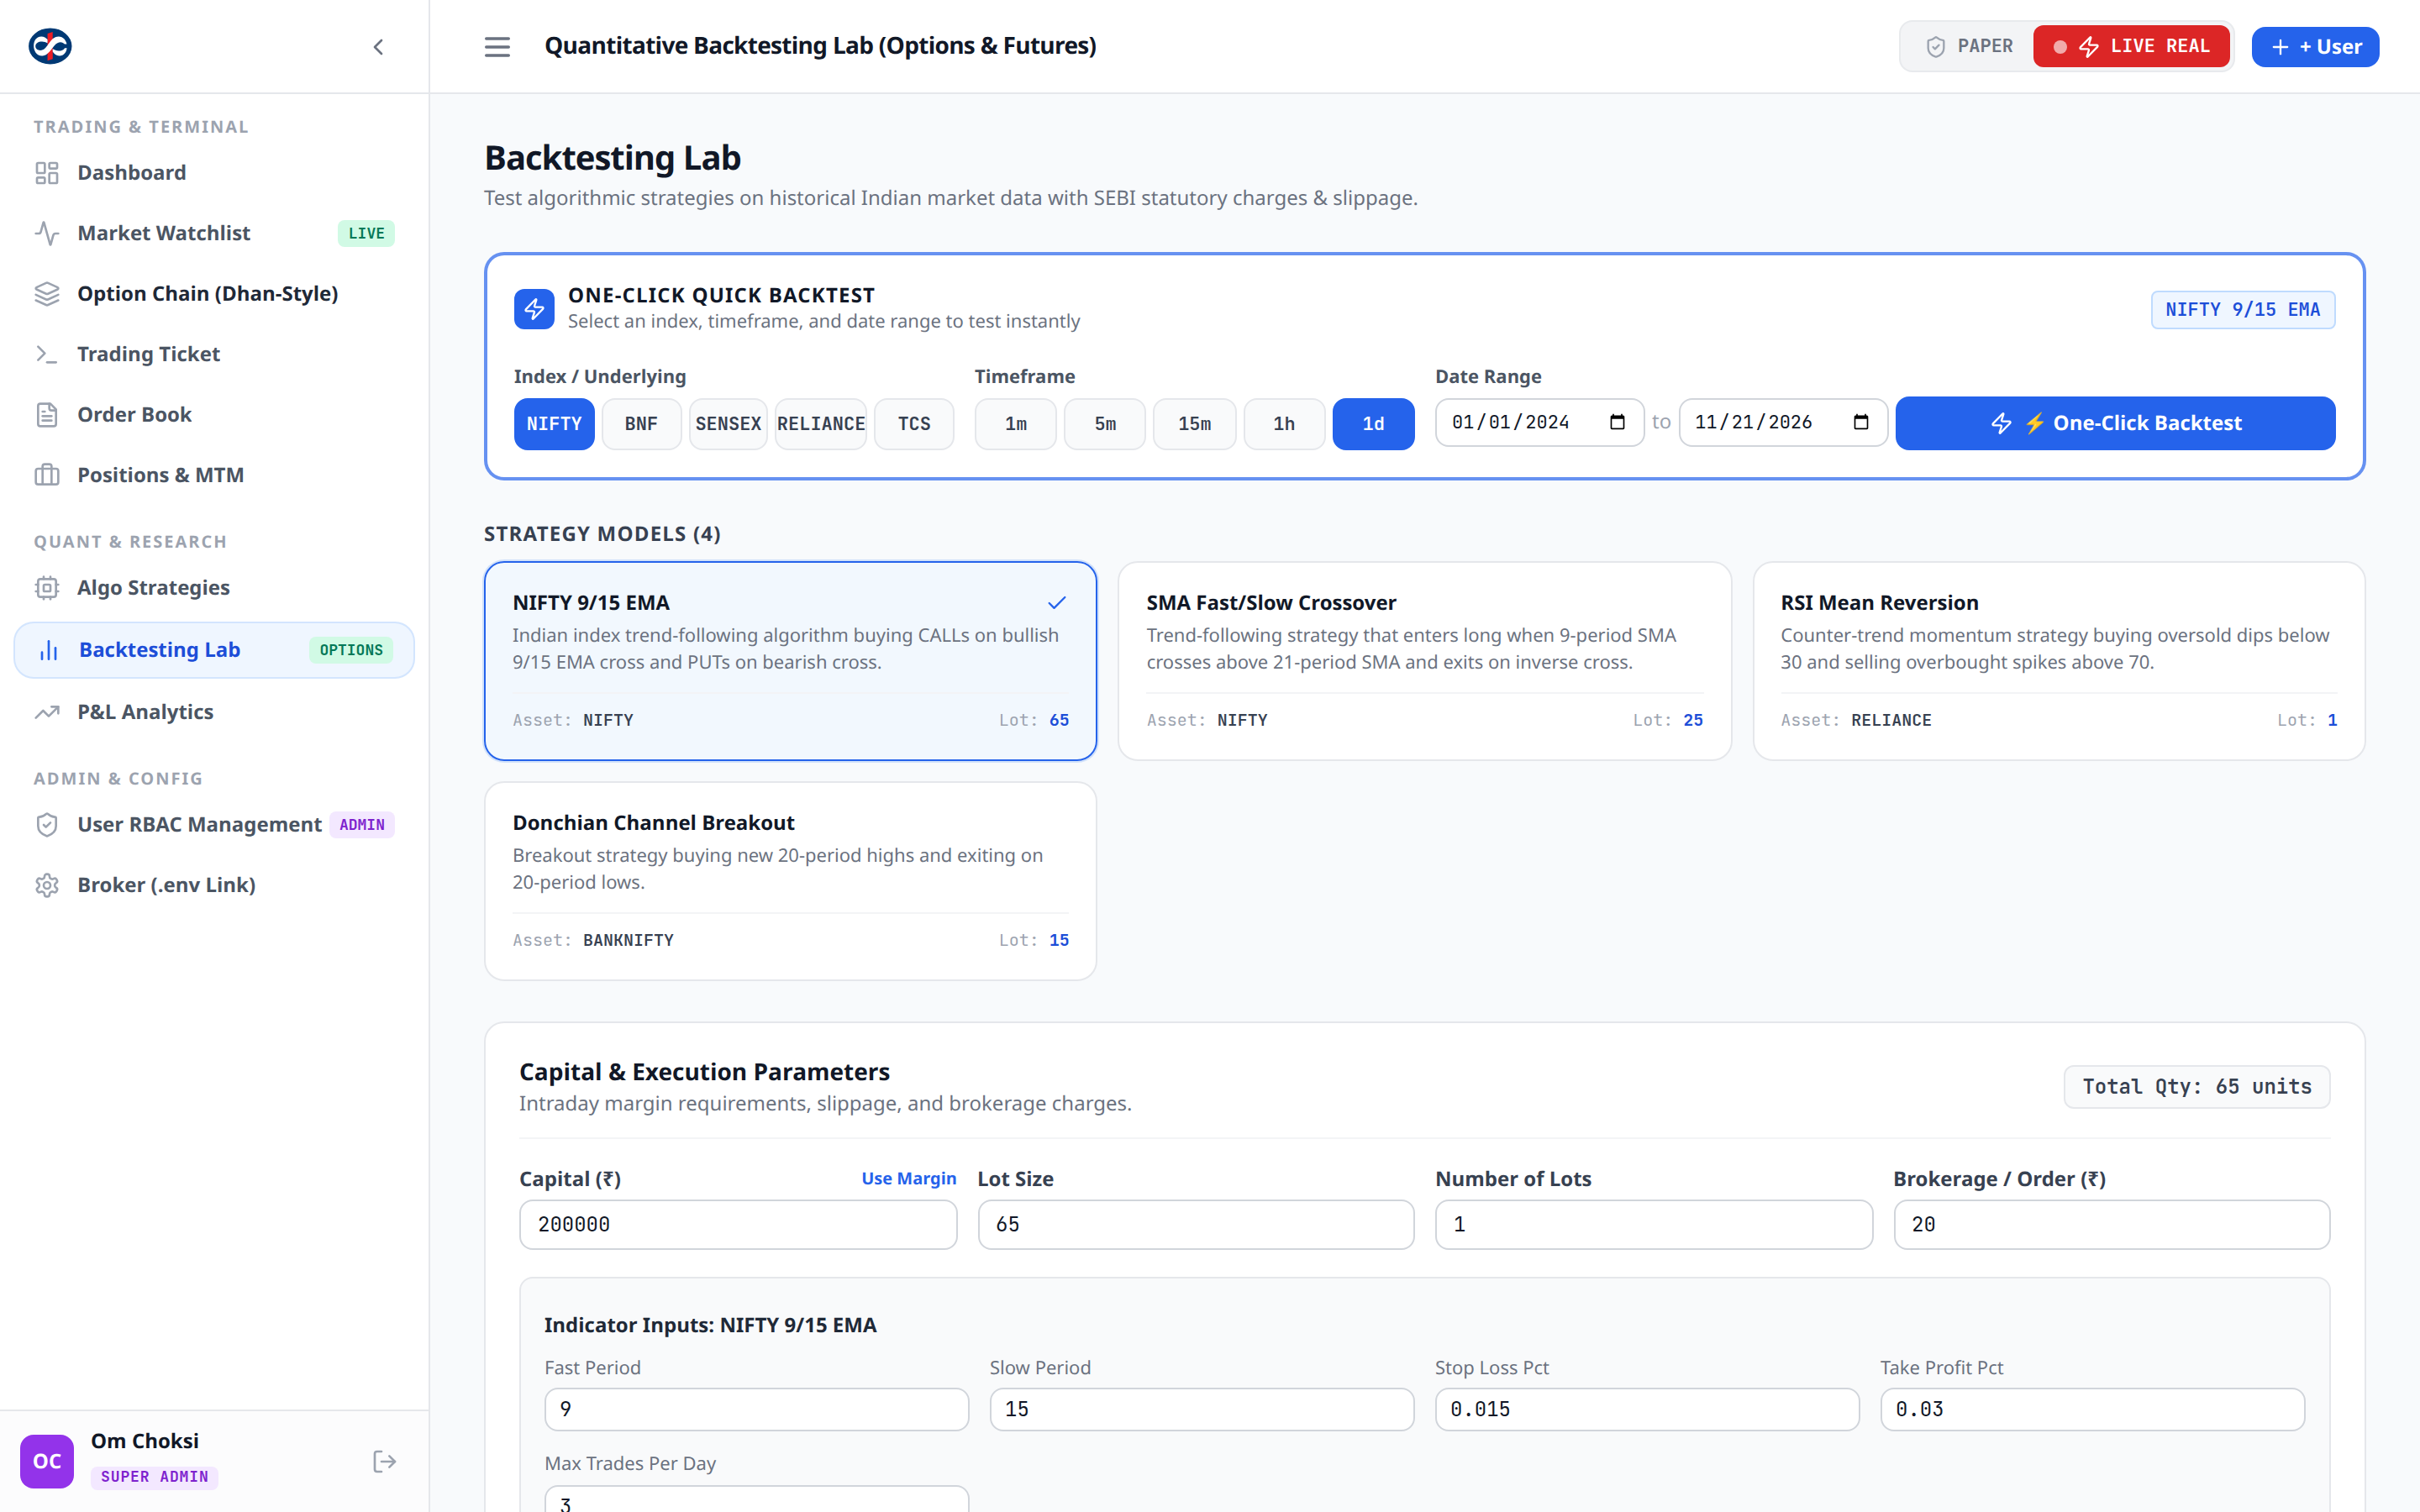 Quantitative Backtesting Lab (Options & Futures)
PAPER
LIVE REAL
+ User
TRADING & TERMINAL
Dashboard
Market Watchlist
LIVE
Option Chain (Dhan-Style)
Trading Ticket
Order Book
Positions & MTM
QUANT & RESEARCH
Algo Strategies
Backtesting Lab
OPTIONS
P&L Analytics
ADMIN & CONFIG
User RBAC Management
ADMIN
Broker (.env Link)
OC
Om Choksi
SUPER ADMIN
Backtesting Lab
Test algorithmic strategies on historical Indian market data with SEBI statutory charges & slippage.
ONE-CLICK QUICK BACKTEST
Select an index, timeframe, and date range to test instantly
NIFTY 9/15 EMA
Index / Underlying
NIFTY
BNF
SENSEX
RELIANCE
TCS
Timeframe
1m
5m
15m
1h
1d
Date Range
01/01/2024
to
11/21/2026
⚡ One-Click Backtest
STRATEGY MODELS (4)
NIFTY 9/15 EMA
Indian index trend-following algorithm buying CALLs on bullish
9/15 EMA cross and PUTs on bearish cross.
Asset: NIFTY
Lot: 65
SMA Fast/Slow Crossover
Trend-following strategy that enters long when 9-period SMA
crosses above 21-period SMA and exits on inverse cross.
Asset: NIFTY
Lot: 25
RSI Mean Reversion
Counter-trend momentum strategy buying oversold dips below
30 and selling overbought spikes above 70.
Asset: RELIANCE
Lot: 1
Donchian Channel Breakout
Breakout strategy buying new 20-period highs and exiting on
20-period lows.
Asset: BANKNIFTY
Lot: 15
Capital & Execution Parameters
Intraday margin requirements, slippage, and brokerage charges.
Total Qty: 65 units
Capital (₹)
Use Margin
200000
Lot Size
65
Number of Lots
1
Brokerage / Order (₹)
20
Indicator Inputs: NIFTY 9/15 EMA
Fast Period
9
Slow Period
15
Stop Loss Pct
0.015
Take Profit Pct
0.03
Max Trades Per Day
3